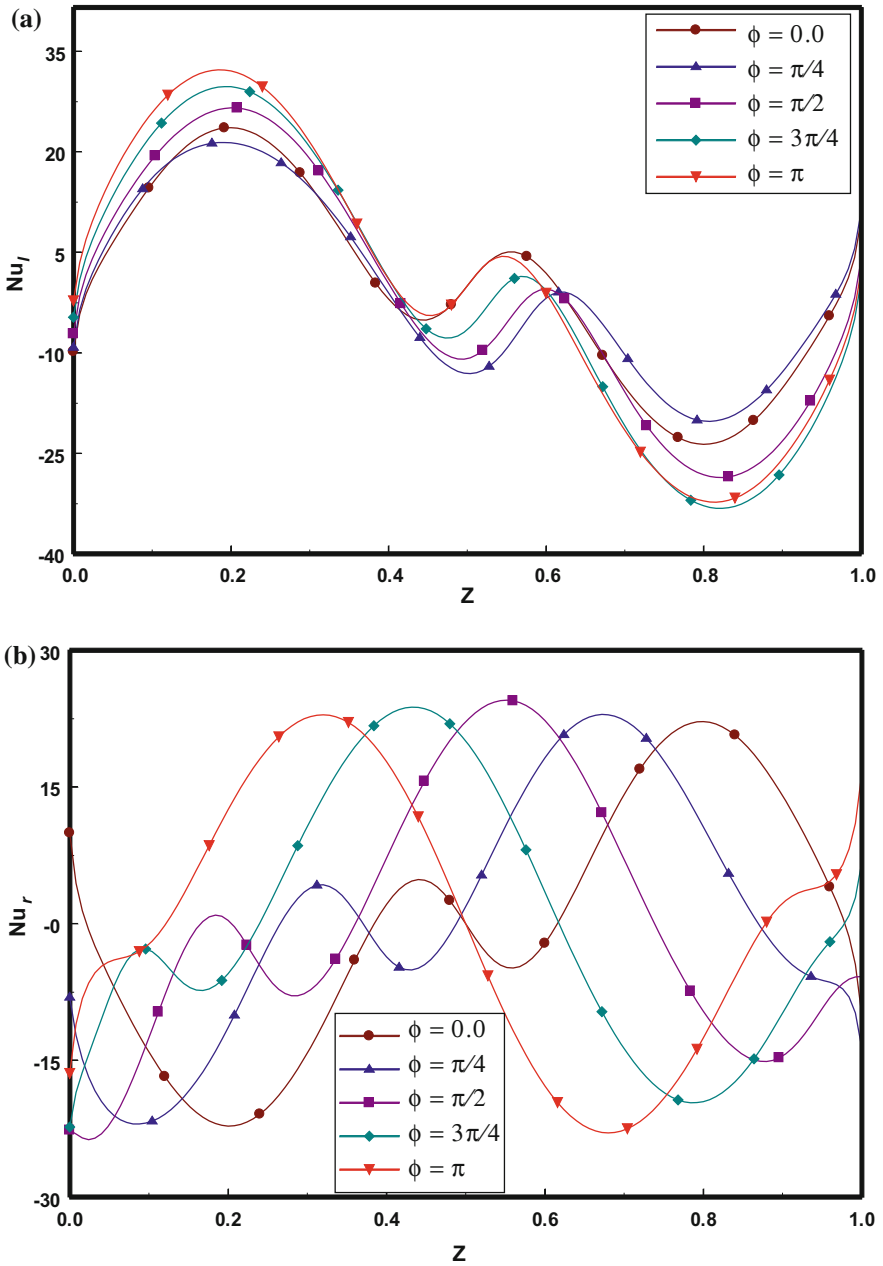 (a)
35
20
5
-10
-25
-40
Nu_l
0.0 0.2 0.4 0.6 0.8 1.0
Z
ϕ = 0.0
ϕ = π/4
ϕ = π/2
ϕ = 3π/4
ϕ = π
(b)
30
15
-0
-15
-30
Nu_r
0.0 0.2 0.4 0.6 0.8 1.0
Z
ϕ = 0.0
ϕ = π/4
ϕ = π/2
ϕ = 3π/4
ϕ = π